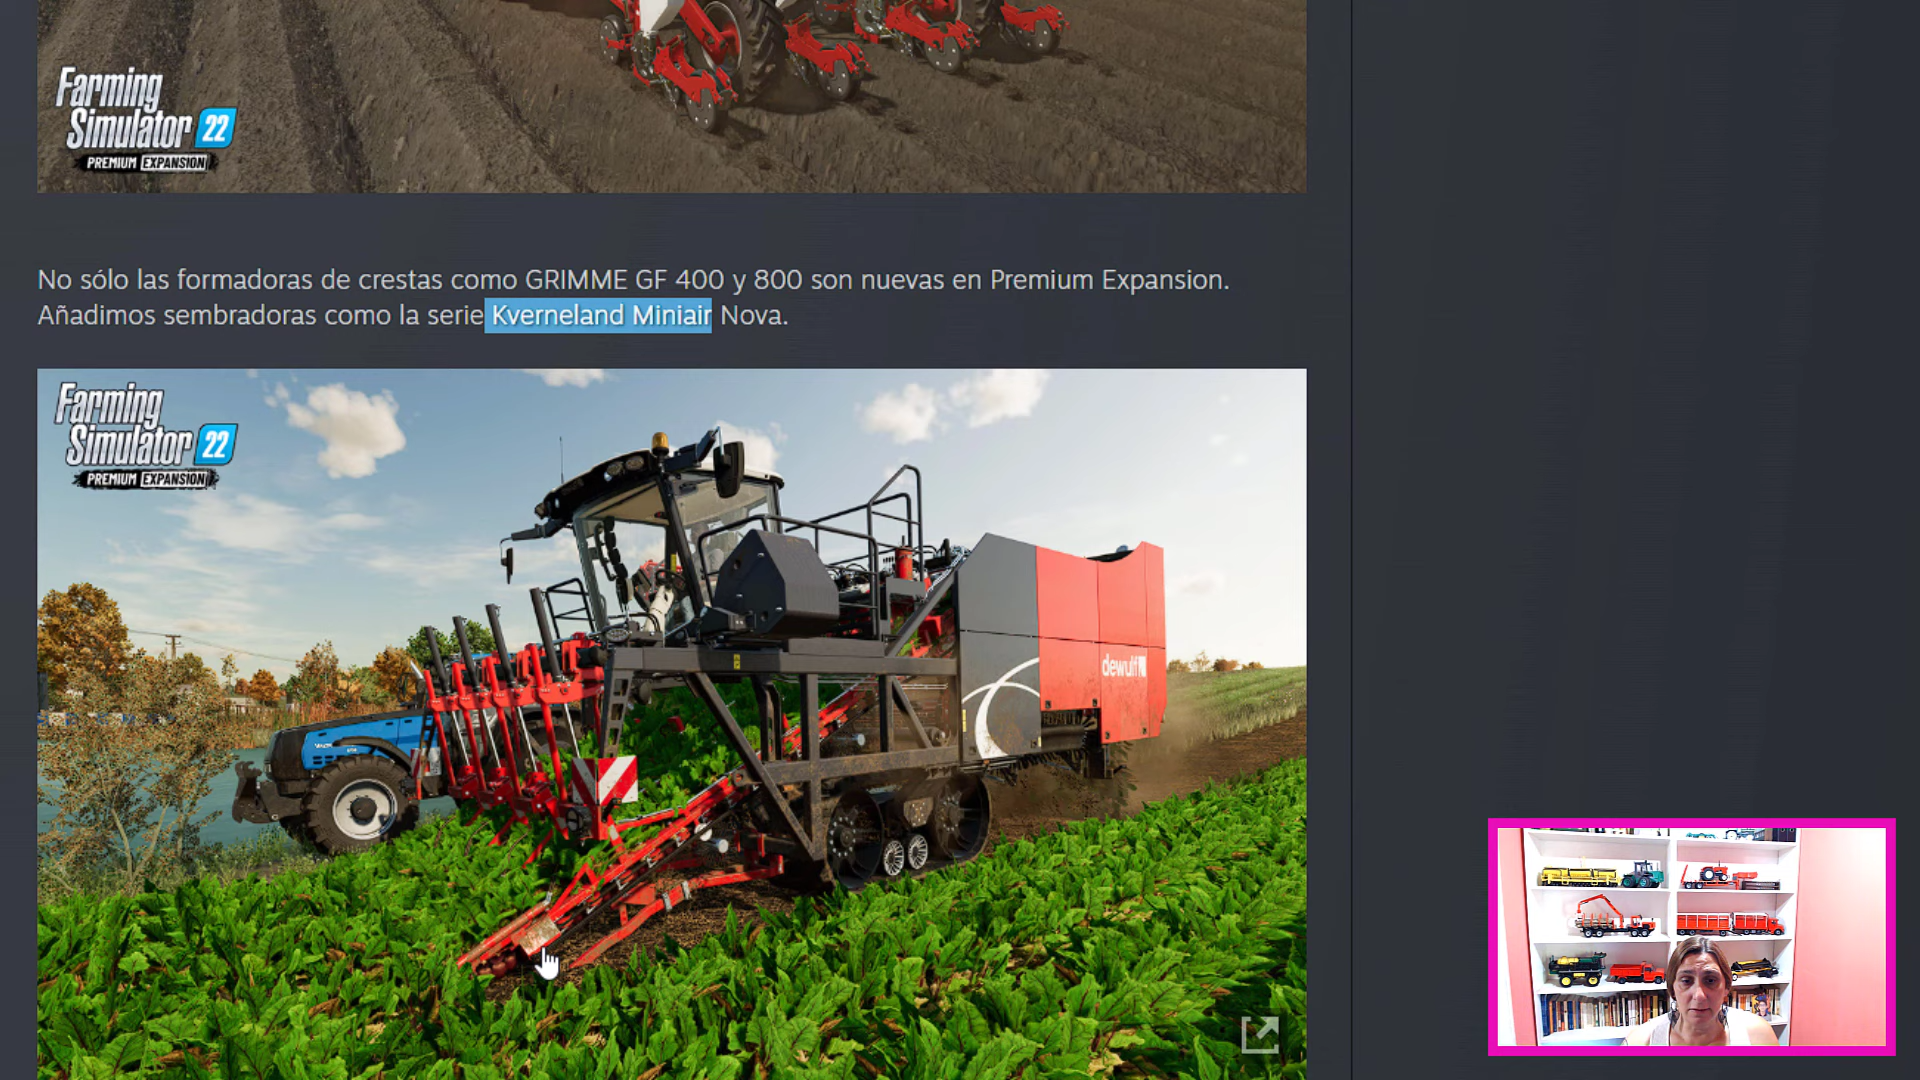 Farming
Simulator 22
PREMIUM EXPANSION
No sólo las formadoras de crestas como GRIMME GF 400 y 800 son nuevas en Premium Expansion.
Añadimos sembradoras como la serie Kverneland Miniair Nova.
Farming
Simulator 22
PREMIUM EXPANSION
dewulf